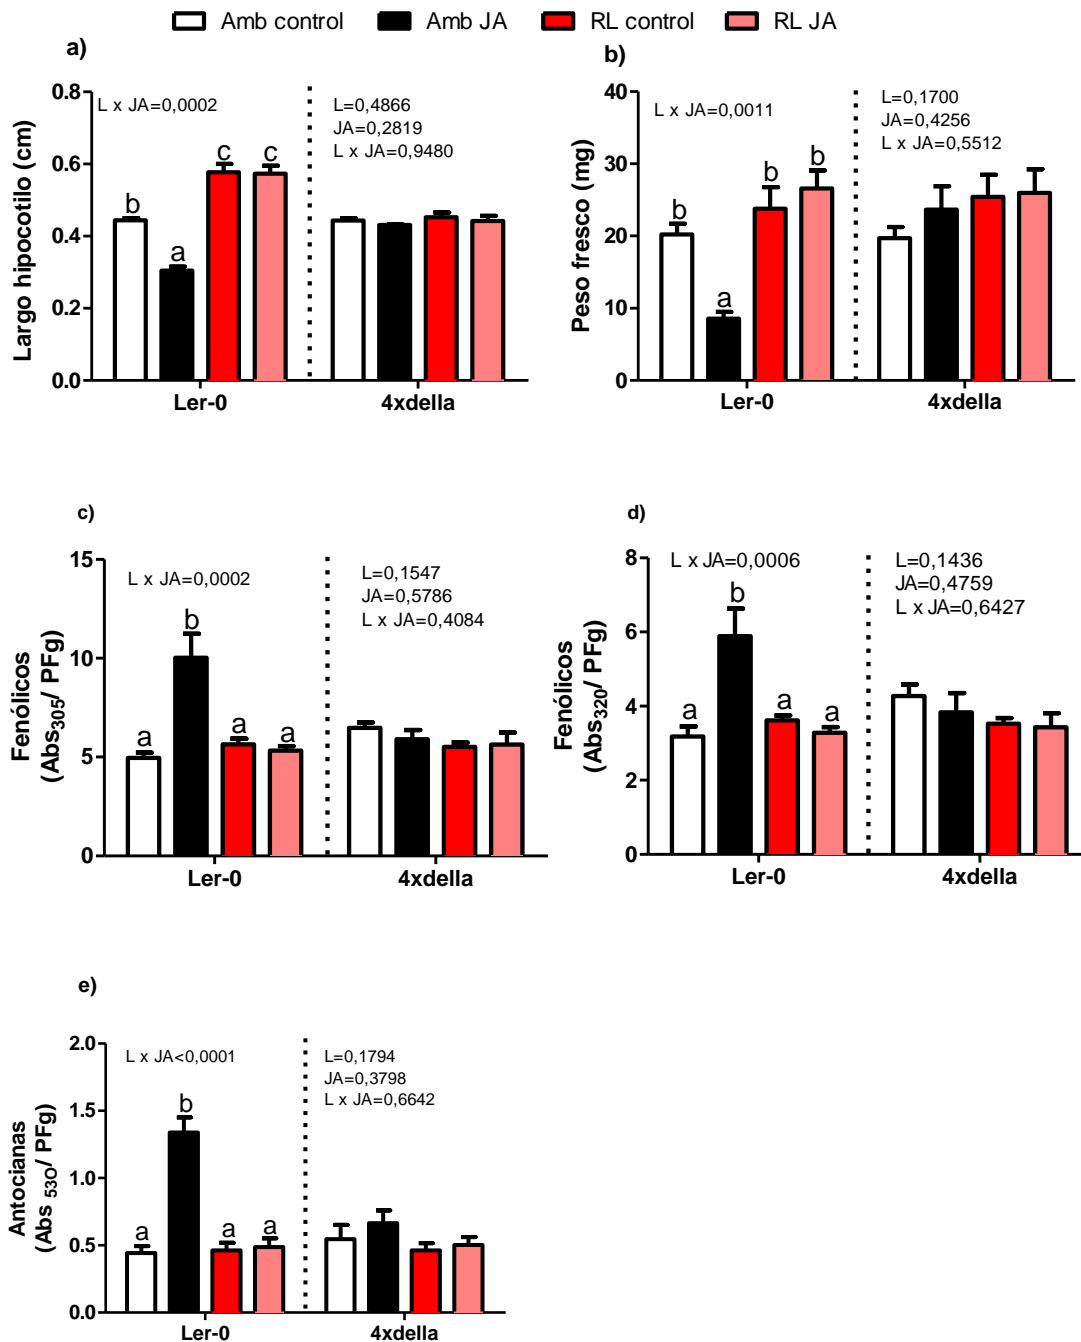 Amb control Amb JA RL control RL JA
a)
Largo hipocotilo (cm)
0.8
0.6
0.4
0.2
0.0
L x JA=0,0002
L=0,4866
JA=0,2819
L x JA=0,9480
b a c c
Ler-0 4xdella
b)
Peso fresco (mg)
40
30
20
10
0
L x JA=0,0011
L=0,1700
JA=0,4256
L x JA=0,5512
b a b b
Ler-0 4xdella
c)
Fenólicos
(Abs305/ PFg)
15
10
5
0
L x JA=0,0002
L=0,1547
JA=0,5786
L x JA=0,4084
a b a a
Ler-0 4xdella
d)
Fenólicos
(Abs320/ PFg)
8
6
4
2
0
L x JA=0,0006
L=0,1436
JA=0,4759
L x JA=0,6427
a b a a
Ler-0 4xdella
e)
Antocianas
(Abs 53O/ PFg)
2.0
1.5
1.0
0.5
0.0
L x JA<0,0001
L=0,1794
JA=0,3798
L x JA=0,6642
a b a a
Ler-0 4xdella